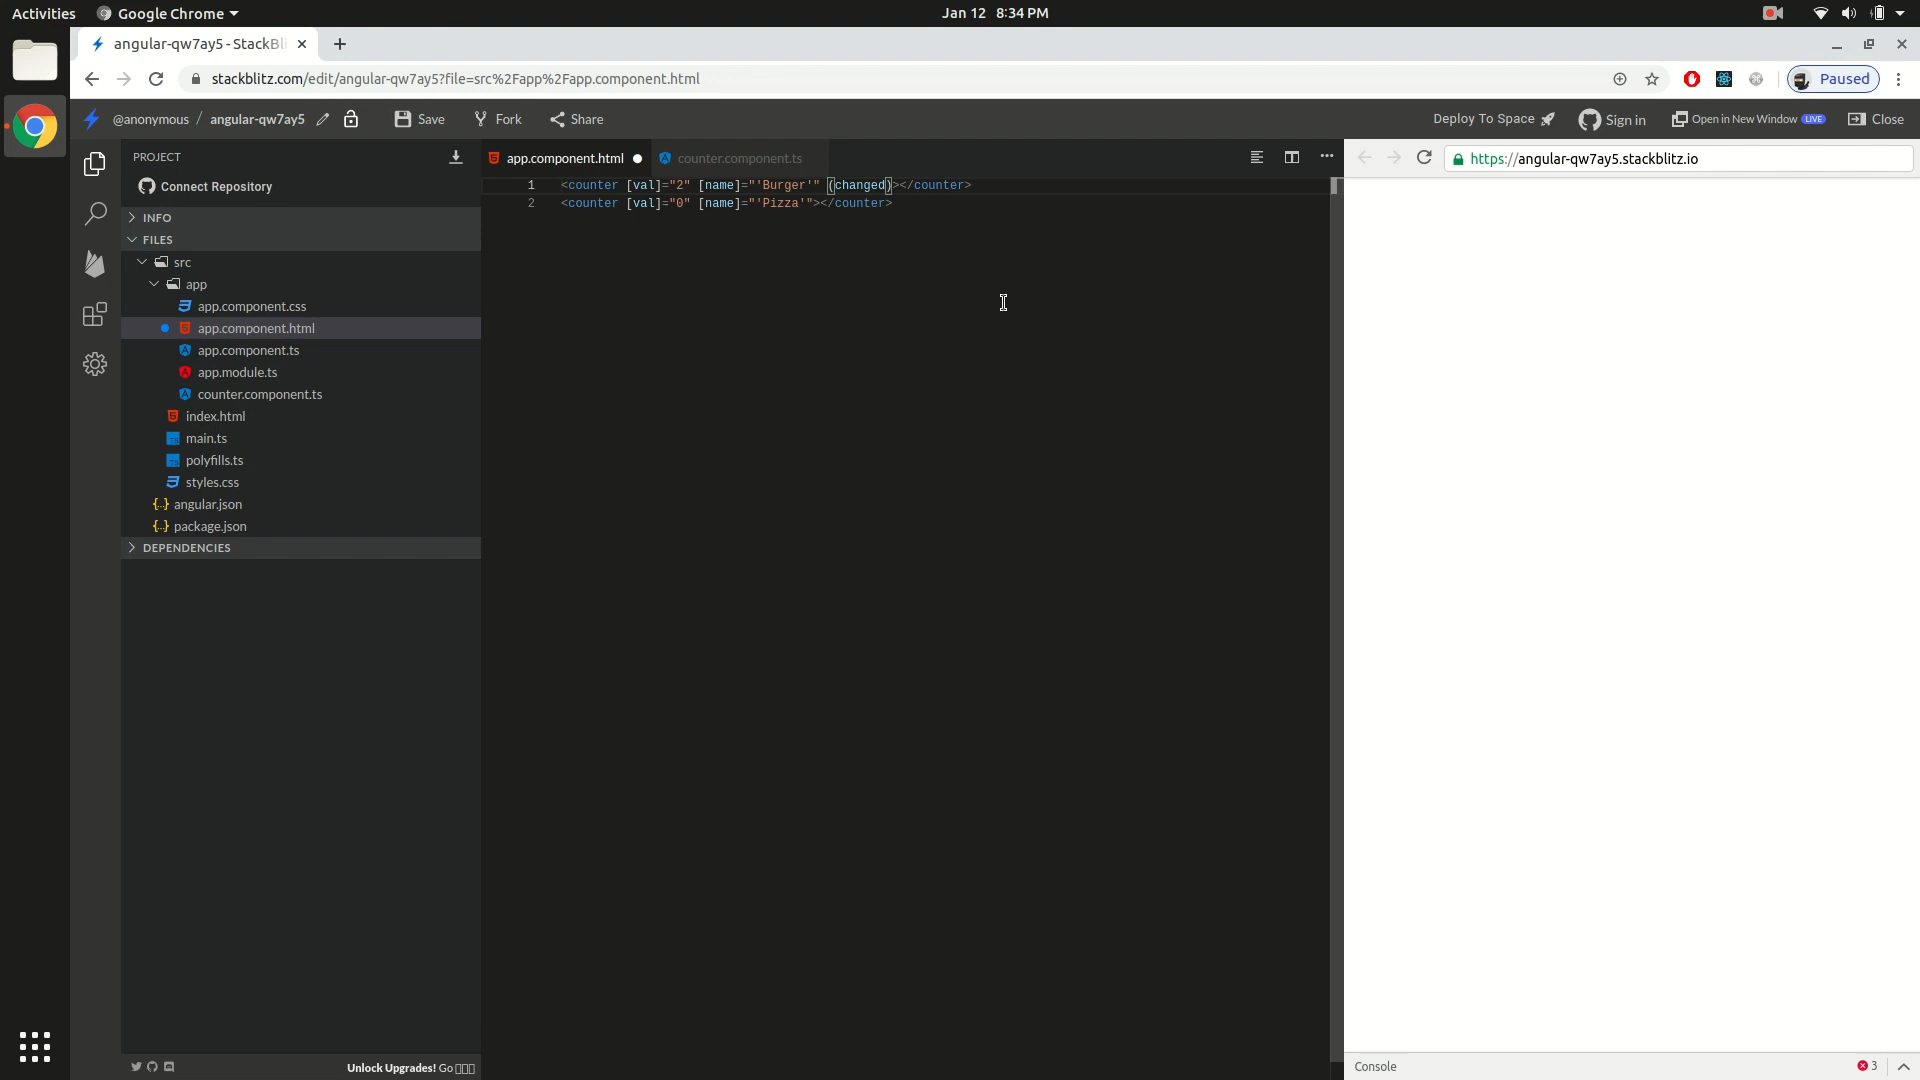 Activities
Google Chrome
Jan 12 8:34 PM
angular-qw7ay5 - StackBli
stackblitz.com/edit/angular-qw7ay5?file=src%2Fapp%2Fapp.component.html
Paused
@anonymous / angular-qw7ay5
Save
Fork
Share
Deploy To Space
Sign in
Open in New Window LIVE
Close
PROJECT
Connect Repository
INFO
FILES
src
app
app.component.css
app.component.html
app.component.ts
app.module.ts
counter.component.ts
index.html
main.ts
polyfills.ts
styles.css
{..} angular.json
{..} package.json
DEPENDENCIES
Unlock Upgrades! Go
app.component.html
counter.component.ts
1 <counter [val]="2" [name]="'Burger'" (changed)></counter>
2 <counter [val]="0" [name]="'Pizza'"></counter>
https://angular-qw7ay5.stackblitz.io
Console
3